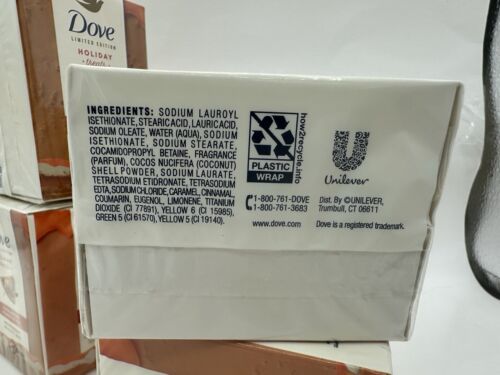 Dove
LIMITED EDITION
HOLIDAY
treats
INGREDIENTS: SODIUM LAUROYL
ISETHIONATE, STEARIC ACID, LAURIC ACID,
SODIUM OLEATE, WATER (AQUA), SODIUM
ISETHIONATE, SODIUM STEARATE,
COCAMIDOPROPYL BETAINE, FRAGRANCE
(PARFUM), COCOS NUCIFERA (COCONUT)
SHELL POWDER, SODIUM LAURATE,
TETRASODIUM ETIDRONATE, TETRASODIUM
EDTA, SODIUM CHLORIDE, CARAMEL, CINNAMAL,
COUMARIN, EUGENOL, LIMONENE, TITANIUM
DIOXIDE (CI 77891), YELLOW 6 (CI 15985),
GREEN 5 (CI 61570), YELLOW 5 (CI 19140).
PLASTIC
WRAP
how2recycle.info
Unilever
1-800-761-DOVE
1-800-761-3683
www.dove.com
Dist. By ©UNILEVER,
Trumbull, CT 06611
Dove is a registered trademark.
Dove